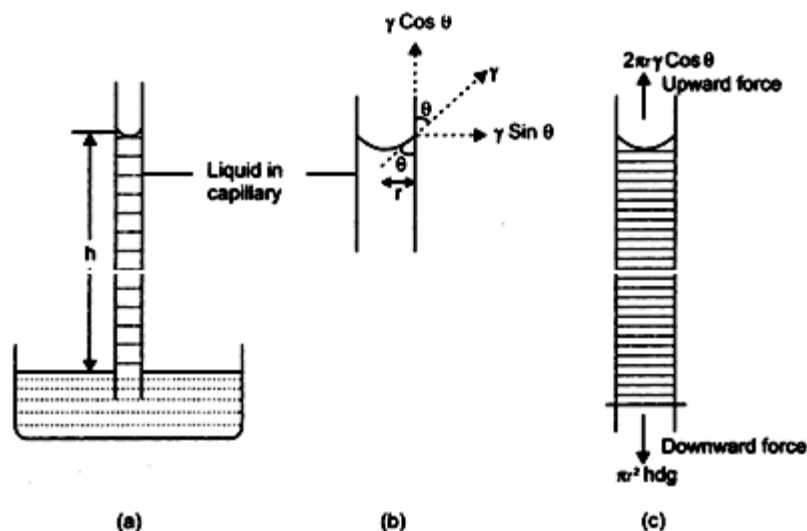 γ Cos θ
2πrγ Cos θ
Upward force
γ
θ
γ Sin θ
θ
r
Liquid in
capillary
h
Downward force
πr² hdg
(a)
(b)
(c)